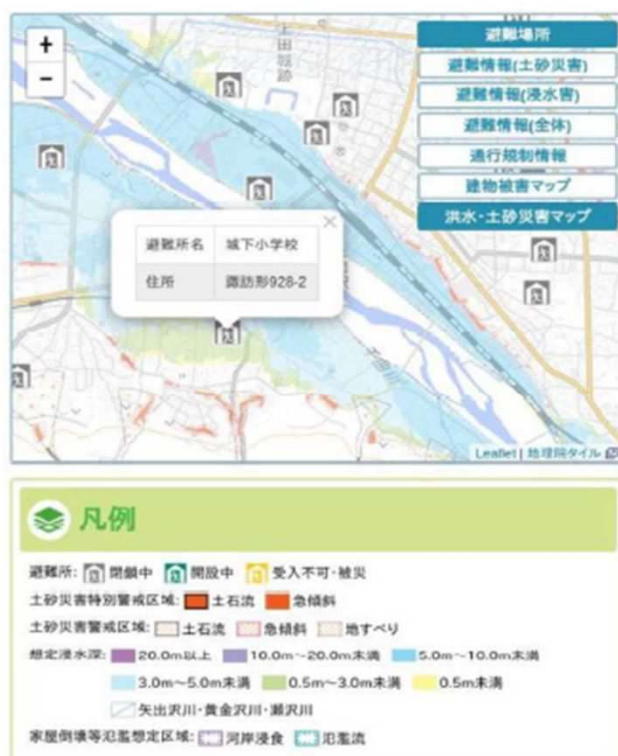 +
−
上田城跡
避難場所
避難情報(土砂災害)
避難情報(浸水害)
避難情報(全体)
通行規制情報
建物被害マップ
洪水・土砂災害マップ
×
避難所名 城下小学校
住所 諏訪形928-2
千曲川
Leaflet | 地理院タイル
凡例
避難所: 閉鎖中 開設中 受入不可・被災
土砂災害特別警戒区域: 土石流 急傾斜
土砂災害警戒区域: 土石流 急傾斜 地すべり
想定浸水深: 20.0m以上 10.0m～20.0m未満 5.0m～10.0m未満
3.0m～5.0m未満 0.5m～3.0m未満 0.5m未満
矢出沢川・黄金沢川・瀬沢川
家屋倒壊等氾濫想定区域: 河岸浸食 氾濫流